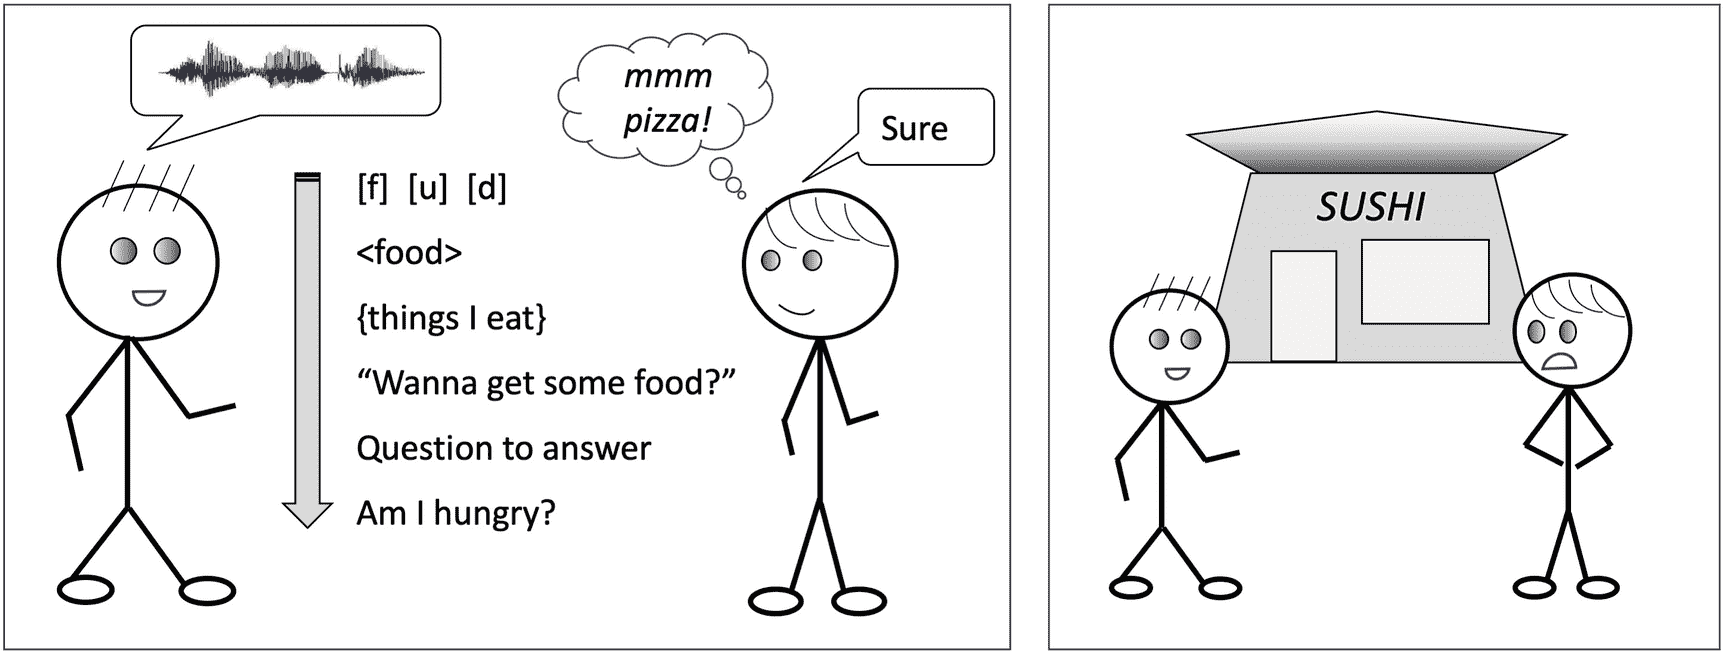 mmm
pizza!
Sure
[f] [u] [d]
<food>
{things I eat}
“Wanna get some food?”
Question to answer
Am I hungry?
SUSHI